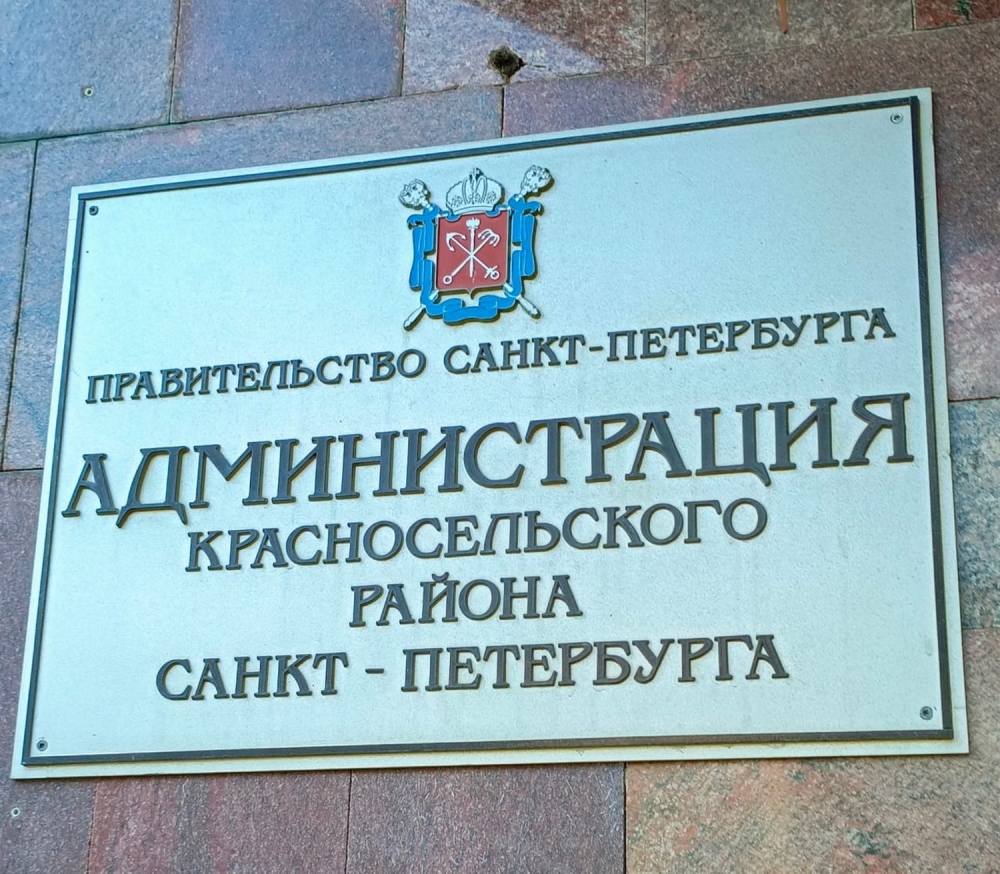 ПРАВИТЕЛЬСТВО САНКТ-ПЕТЕРБУРГА
АДМИНИСТРАЦИЯ
КРАСНОСЕЛЬСКОГО
РАЙОНА
САНКТ - ПЕТЕРБУРГА